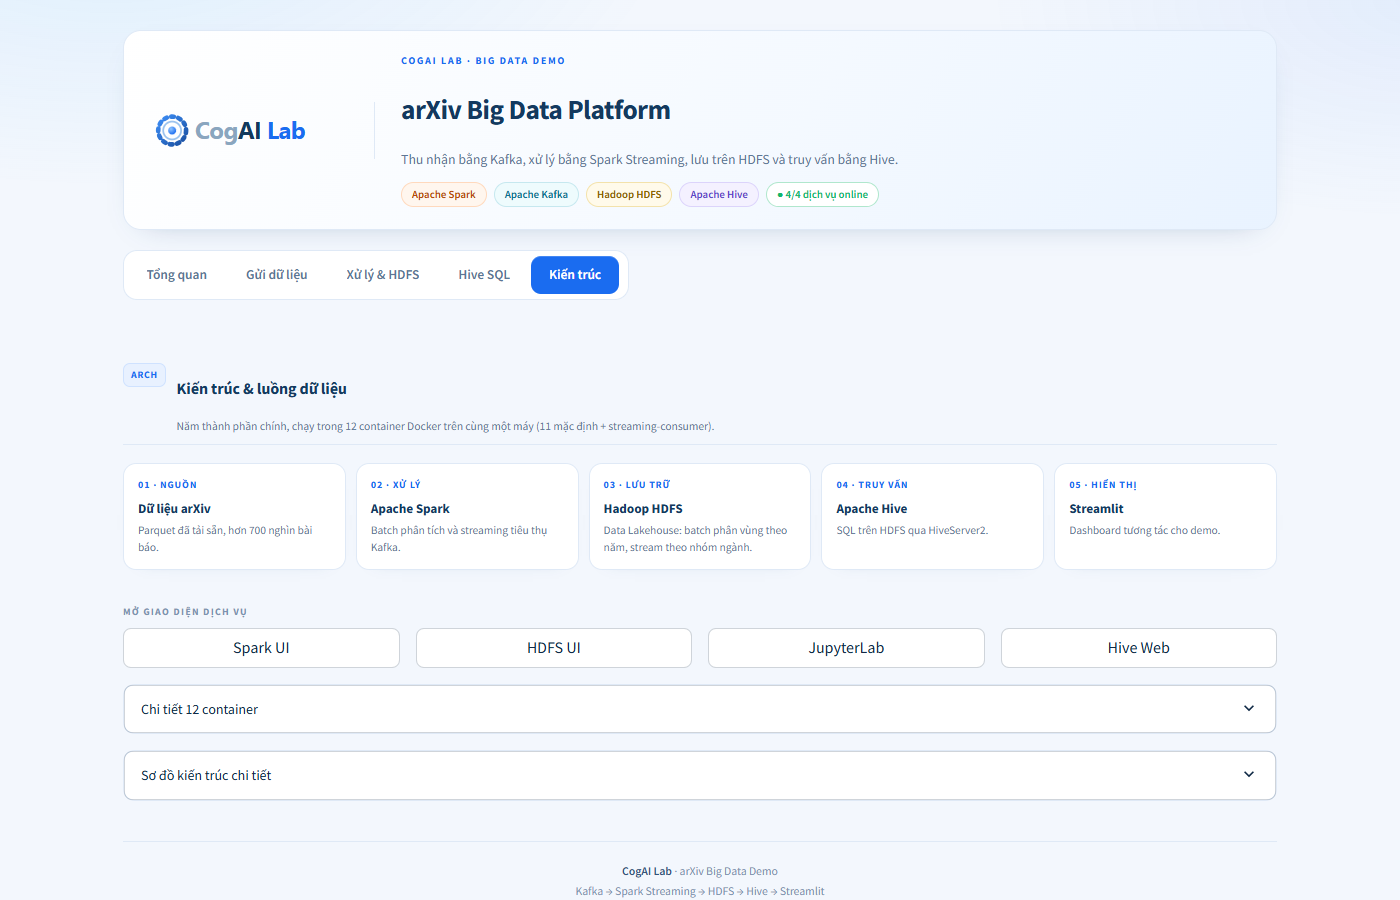 CogAI Lab
COGAI LAB · BIG DATA DEMO
arXiv Big Data Platform
Thu nhận bằng Kafka, xử lý bằng Spark Streaming, lưu trên HDFS và truy vấn bằng Hive.
Apache Spark
Apache Kafka
Hadoop HDFS
Apache Hive
● 4/4 dịch vụ online
Tổng quan
Gửi dữ liệu
Xử lý & HDFS
Hive SQL
Kiến trúc
ARCH
Kiến trúc & luồng dữ liệu
Năm thành phần chính, chạy trong 12 container Docker trên cùng một máy (11 mặc định + streaming-consumer).
01 · NGUỒN
Dữ liệu arXiv
Parquet đã tải sẵn, hơn 700 nghìn bài
báo.
02 · XỬ LÝ
Apache Spark
Batch phân tích và streaming tiêu thụ
Kafka.
03 · LƯU TRỮ
Hadoop HDFS
Data Lakehouse: batch phân vùng theo
năm, stream theo nhóm ngành.
04 · TRUY VẤN
Apache Hive
SQL trên HDFS qua HiveServer2.
05 · HIỂN THỊ
Streamlit
Dashboard tương tác cho demo.
MỞ GIAO DIỆN DỊCH VỤ
Spark UI
HDFS UI
JupyterLab
Hive Web
Chi tiết 12 container
Sơ đồ kiến trúc chi tiết
CogAI Lab · arXiv Big Data Demo
Kafka → Spark Streaming → HDFS → Hive → Streamlit